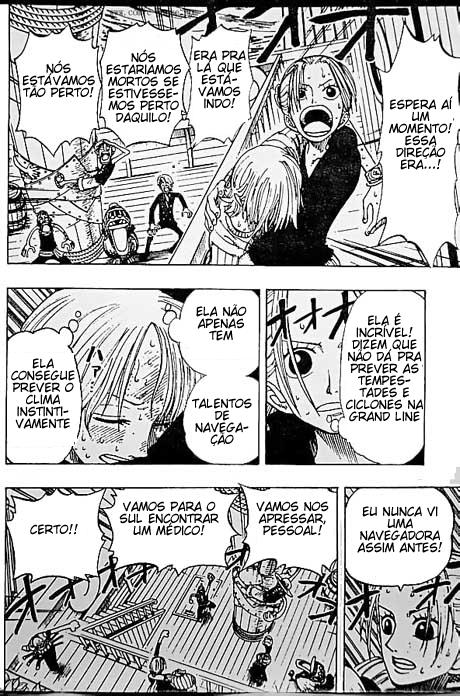 ESPERA AÍ
UM
MOMENTO!
ESSA
DIREÇÃO
ERA...!
ERA PRA
LÁ QUE
ESTÁ-
VAMOS
INDO!
NÓS
ESTARIAMOS
MORTOS SE
ESTIVESSE-
MOS PERTO
DAQUILO!
NÓS
ESTÁVAMOS
TÃO PERTO!
ELA É
INCRÍVEL!
DIZEM QUE
NÃO DÁ PRA
PREVER AS
TEMPES-
TADES E
CICLONES NA
GRAND LINE
ELA NÃO
APENAS
TEM
TALENTOS
DE
NAVEGA-
ÇÃO
ELA
CONSEGUE
PREVER O
CLIMA
INSTINTI-
VAMENTE
EU NUNCA VI
UMA
NAVEGADORA
ASSIM ANTES!
VAMOS NOS
APRESSAR,
PESSOAL!
VAMOS PARA O
SUL ENCONTRAR
UM MÉDICO!
CERTO!!